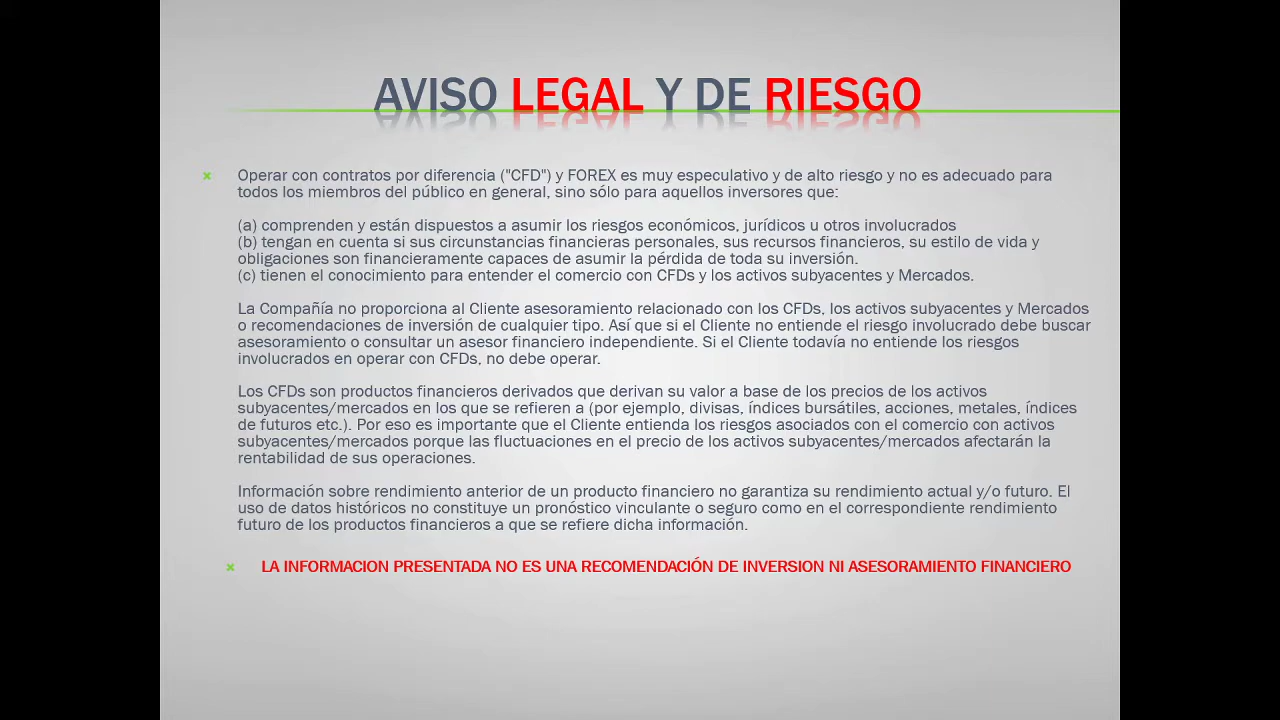 AVISO LEGAL Y DE RIESGO
Operar con contratos por diferencia ("CFD") y FOREX es muy especulativo y de alto riesgo y no es adecuado para
todos los miembros del público en general, sino sólo para aquellos inversores que:
(a) comprenden y están dispuestos a asumir los riesgos económicos, jurídicos u otros involucrados
(b) tengan en cuenta si sus circunstancias financieras personales, sus recursos financieros, su estilo de vida y
obligaciones son financieramente capaces de asumir la pérdida de toda su inversión.
(c) tienen el conocimiento para entender el comercio con CFDs y los activos subyacentes y Mercados.
La Compañía no proporciona al Cliente asesoramiento relacionado con los CFDs, los activos subyacentes y Mercados
o recomendaciones de inversión de cualquier tipo. Así que si el Cliente no entiende el riesgo involucrado debe buscar
asesoramiento o consultar un asesor financiero independiente. Si el Cliente todavía no entiende los riesgos
involucrados en operar con CFDs, no debe operar.
Los CFDs son productos financieros derivados que derivan su valor a base de los precios de los activos
subyacentes/mercados en los que se refieren a (por ejemplo, divisas, índices bursátiles, acciones, metales, índices
de futuros etc.). Por eso es importante que el Cliente entienda los riesgos asociados con el comercio con activos
subyacentes/mercados porque las fluctuaciones en el precio de los activos subyacentes/mercados afectarán la
rentabilidad de sus operaciones.
Información sobre rendimiento anterior de un producto financiero no garantiza su rendimiento actual y/o futuro. El
uso de datos históricos no constituye un pronóstico vinculante o seguro como en el correspondiente rendimiento
futuro de los productos financieros a que se refiere dicha información.
LA INFORMACION PRESENTADA NO ES UNA RECOMENDACIÓN DE INVERSION NI ASESORAMIENTO FINANCIERO